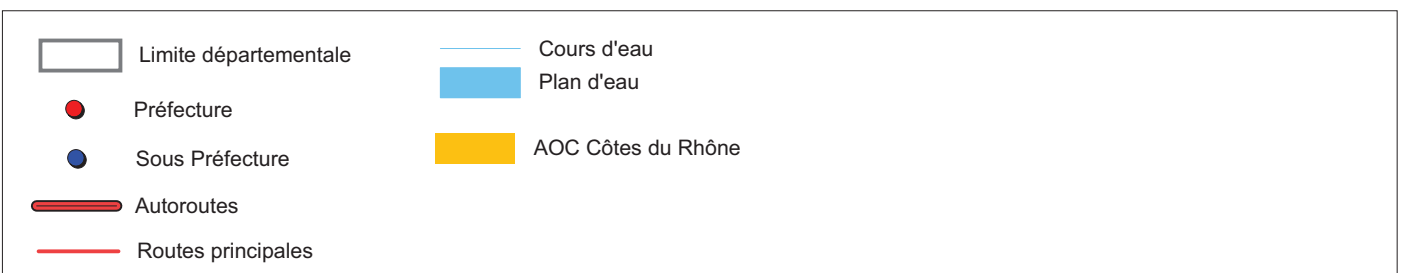 Limite départementale
Préfecture
Sous Préfecture
Autoroutes
Routes principales
Cours d'eau
Plan d'eau
AOC Côtes du Rhône